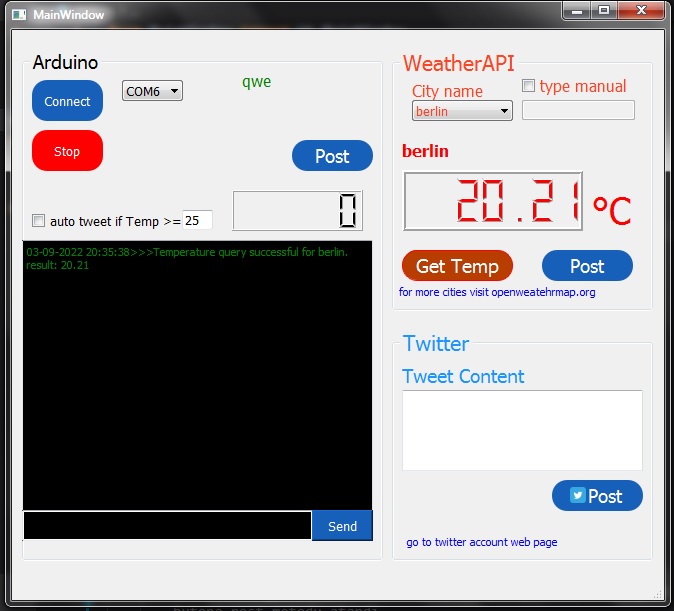 MainWindow
Arduino
Connect
COM6
qwe
Stop
Post
auto tweet if Temp >= 25
0
03-09-2022 20:35:38>>>Temperature query successful for berlin.
result: 20.21
Send
WeatherAPI
City name
type manual
berlin
berlin
20.21 °C
Get Temp
Post
for more cities visit openweatehrmap.org
Twitter
Tweet Content
Post
go to twitter account web page